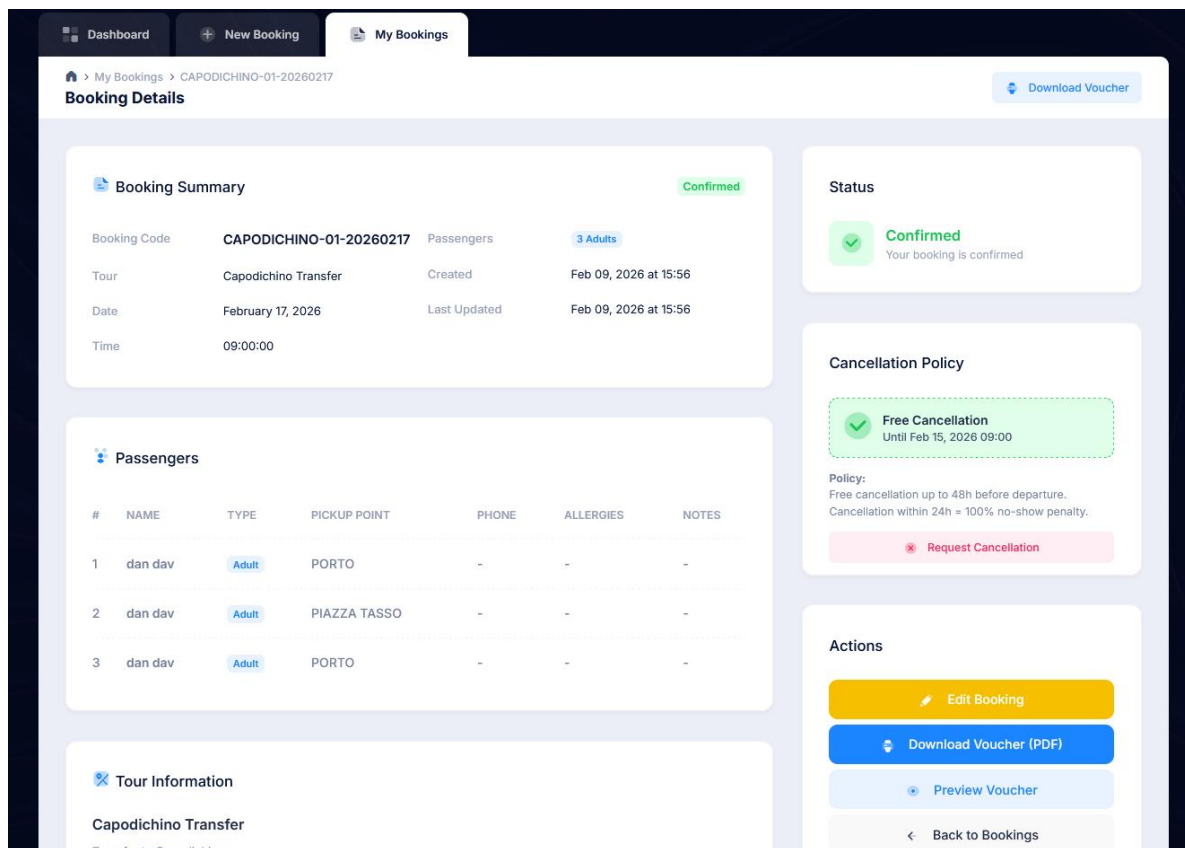 Dashboard
New Booking
My Bookings
My Bookings > CAPODICHINO-01-20260217
Booking Details
Download Voucher
Booking Summary
Confirmed
Booking Code CAPODICHINO-01-20260217 Passengers 3 Adults
Tour Capodichino Transfer Created Feb 09, 2026 at 15:56
Date February 17, 2026 Last Updated Feb 09, 2026 at 15:56
Time 09:00:00
Status
Confirmed
Your booking is confirmed
Cancellation Policy
Free Cancellation
Until Feb 15, 2026 09:00
Policy:
Free cancellation up to 48h before departure.
Cancellation within 24h = 100% no-show penalty.
Request Cancellation
Passengers
# NAME TYPE PICKUP POINT PHONE ALLERGIES NOTES
1 dan dav Adult PORTO - - -
2 dan dav Adult PIAZZA TASSO - - -
3 dan dav Adult PORTO - - -
Actions
Edit Booking
Download Voucher (PDF)
Preview Voucher
Back to Bookings
Tour Information
Capodichino Transfer